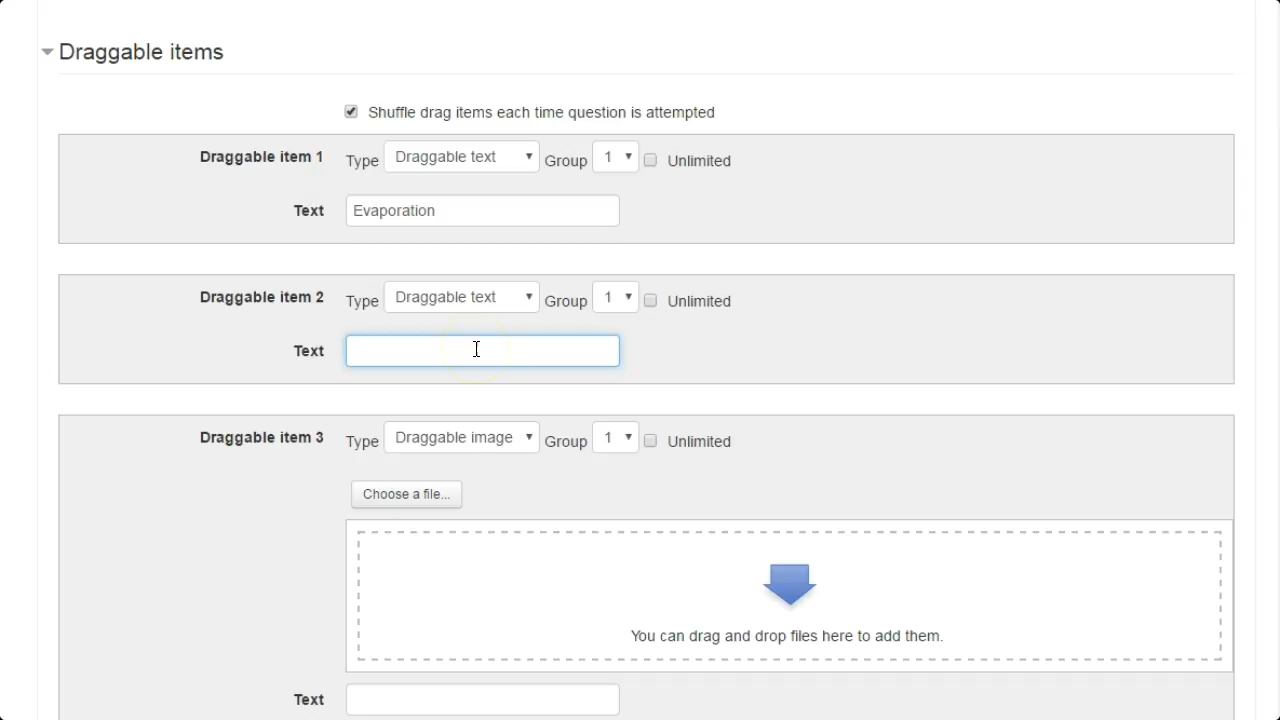 Draggable items
Shuffle drag items each time question is attempted
Draggable item 1 Type Draggable text Group 1 Unlimited
Text Evaporation
Draggable item 2 Type Draggable text Group 1 Unlimited
Text
Draggable item 3 Type Draggable image Group 1 Unlimited
Choose a file...
You can drag and drop files here to add them.
Text